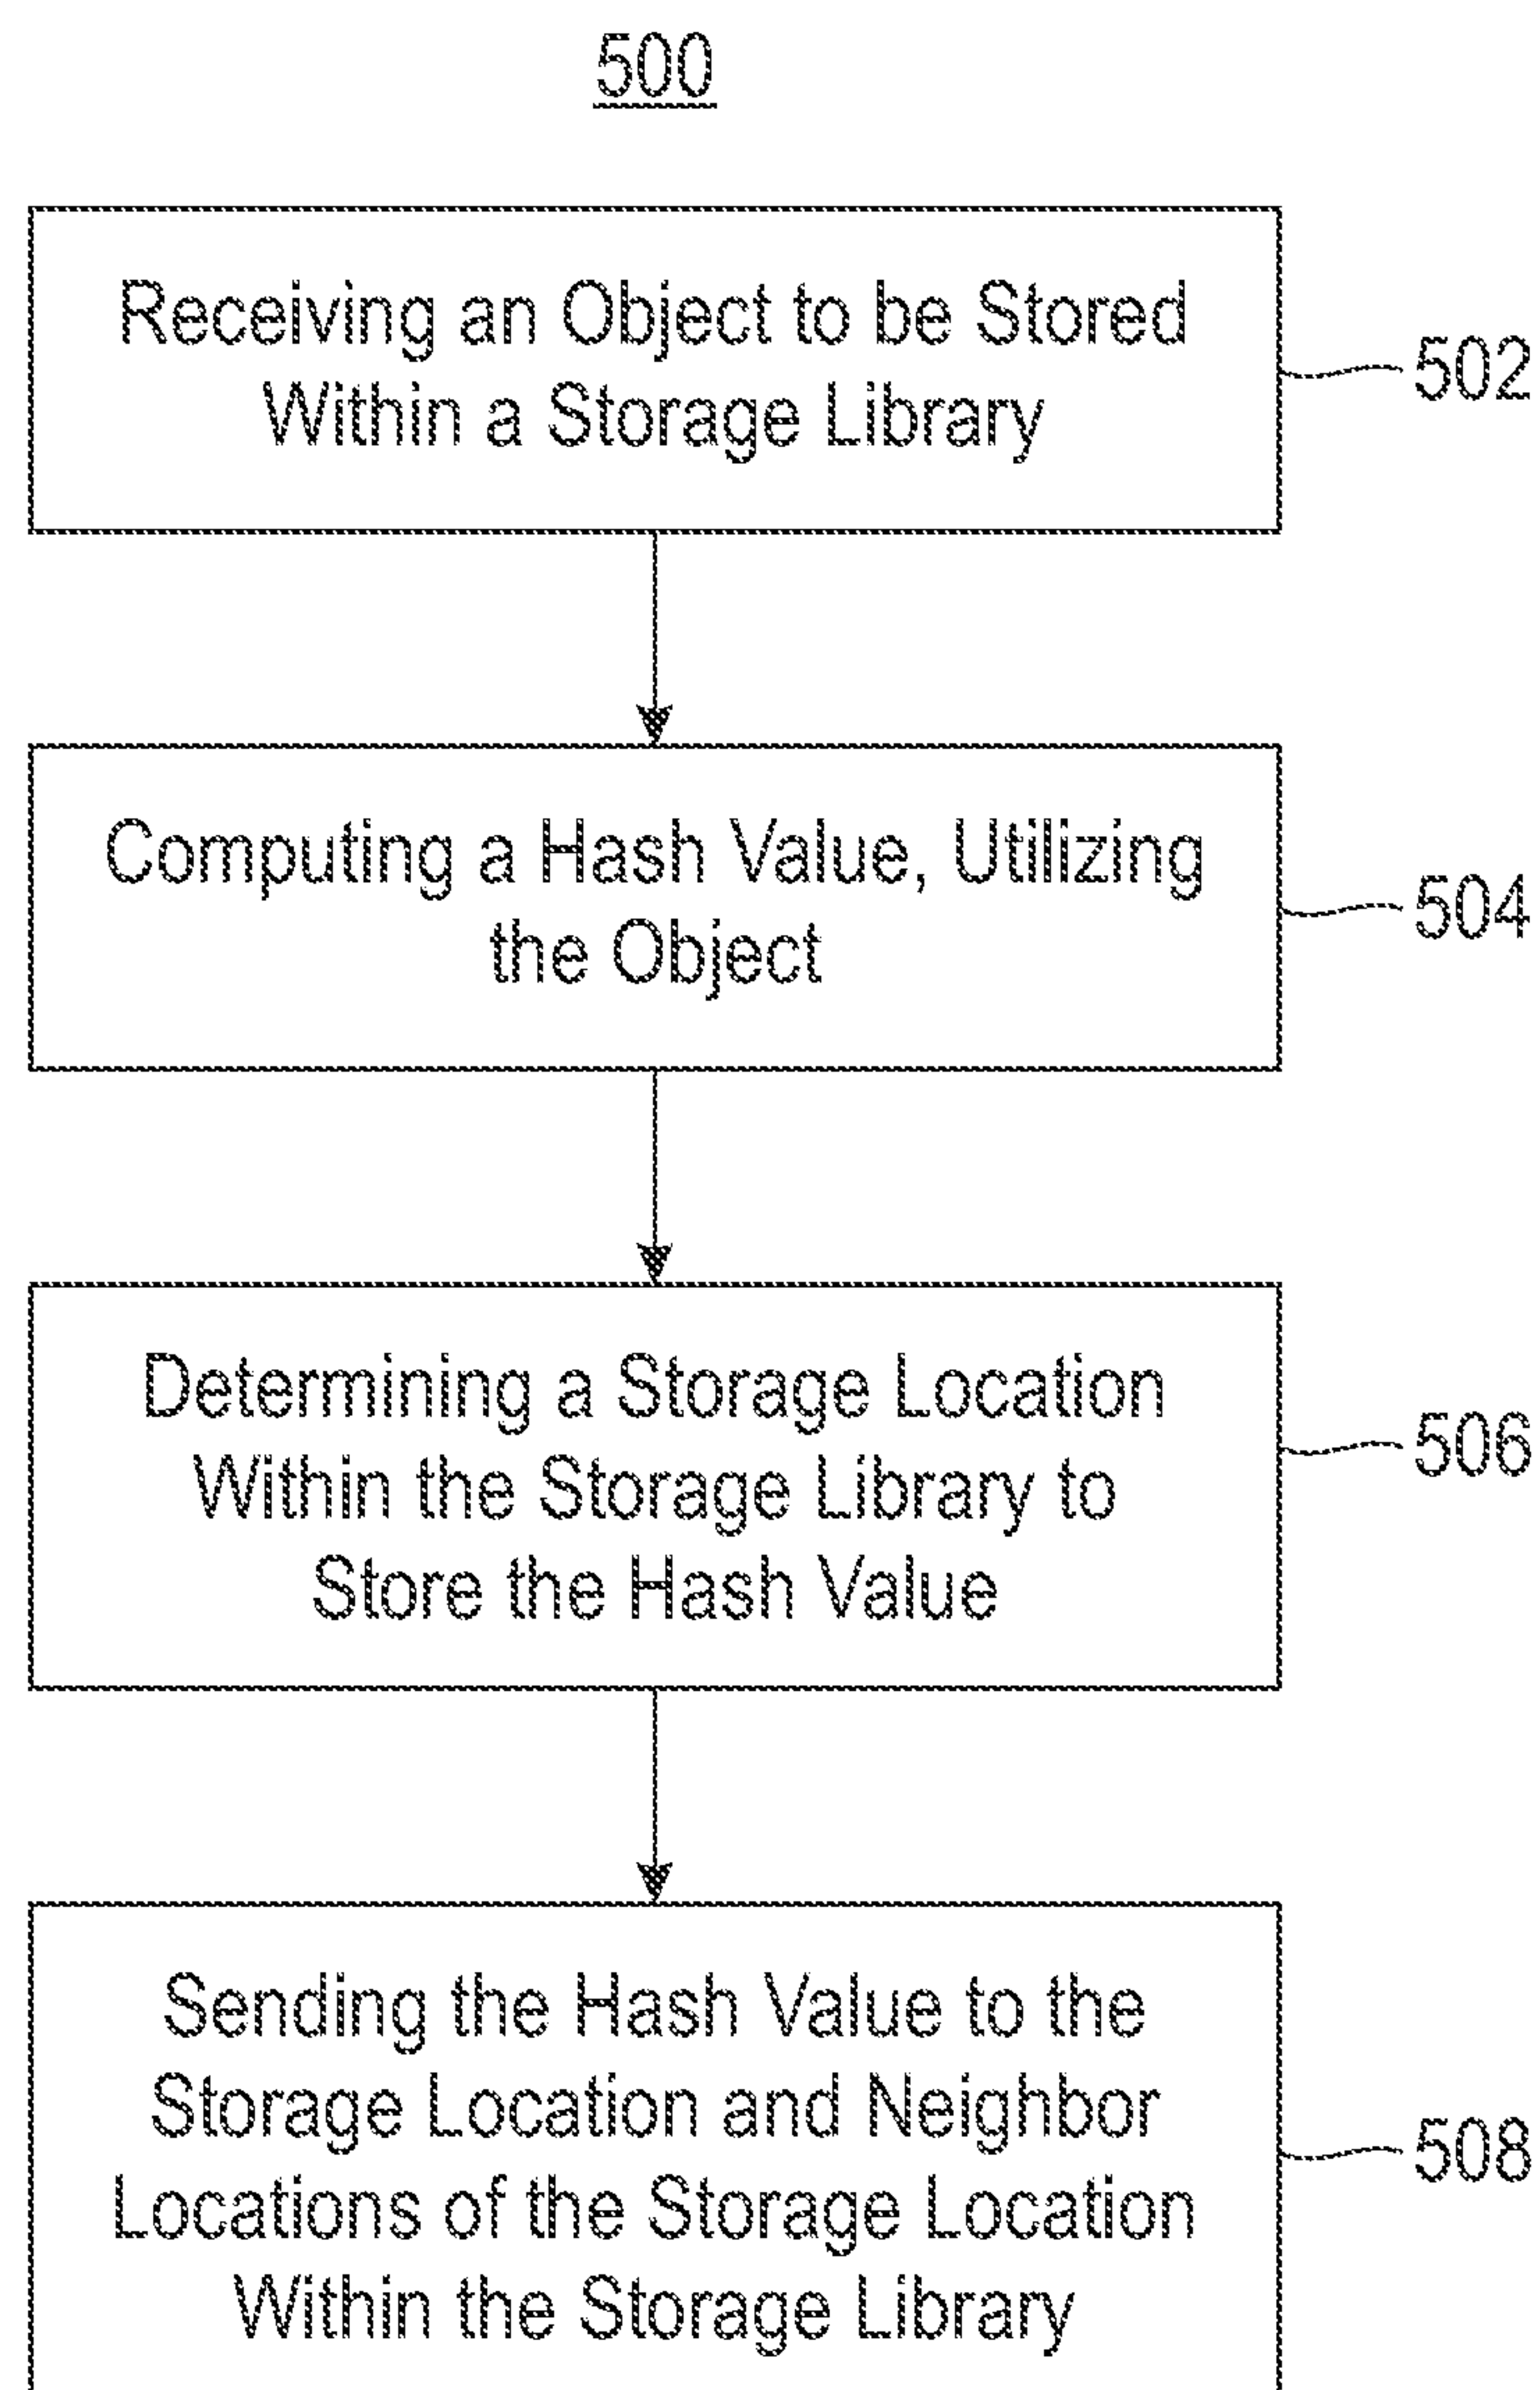 500
Receiving an Object to be Stored
Within a Storage Library
502
Computing a Hash Value, Utilizing
the Object
504
Determining a Storage Location
Within the Storage Library to
Store the Hash Value
506
Sending the Hash Value to the
Storage Location and Neighbor
Locations of the Storage Location
Within the Storage Library
508